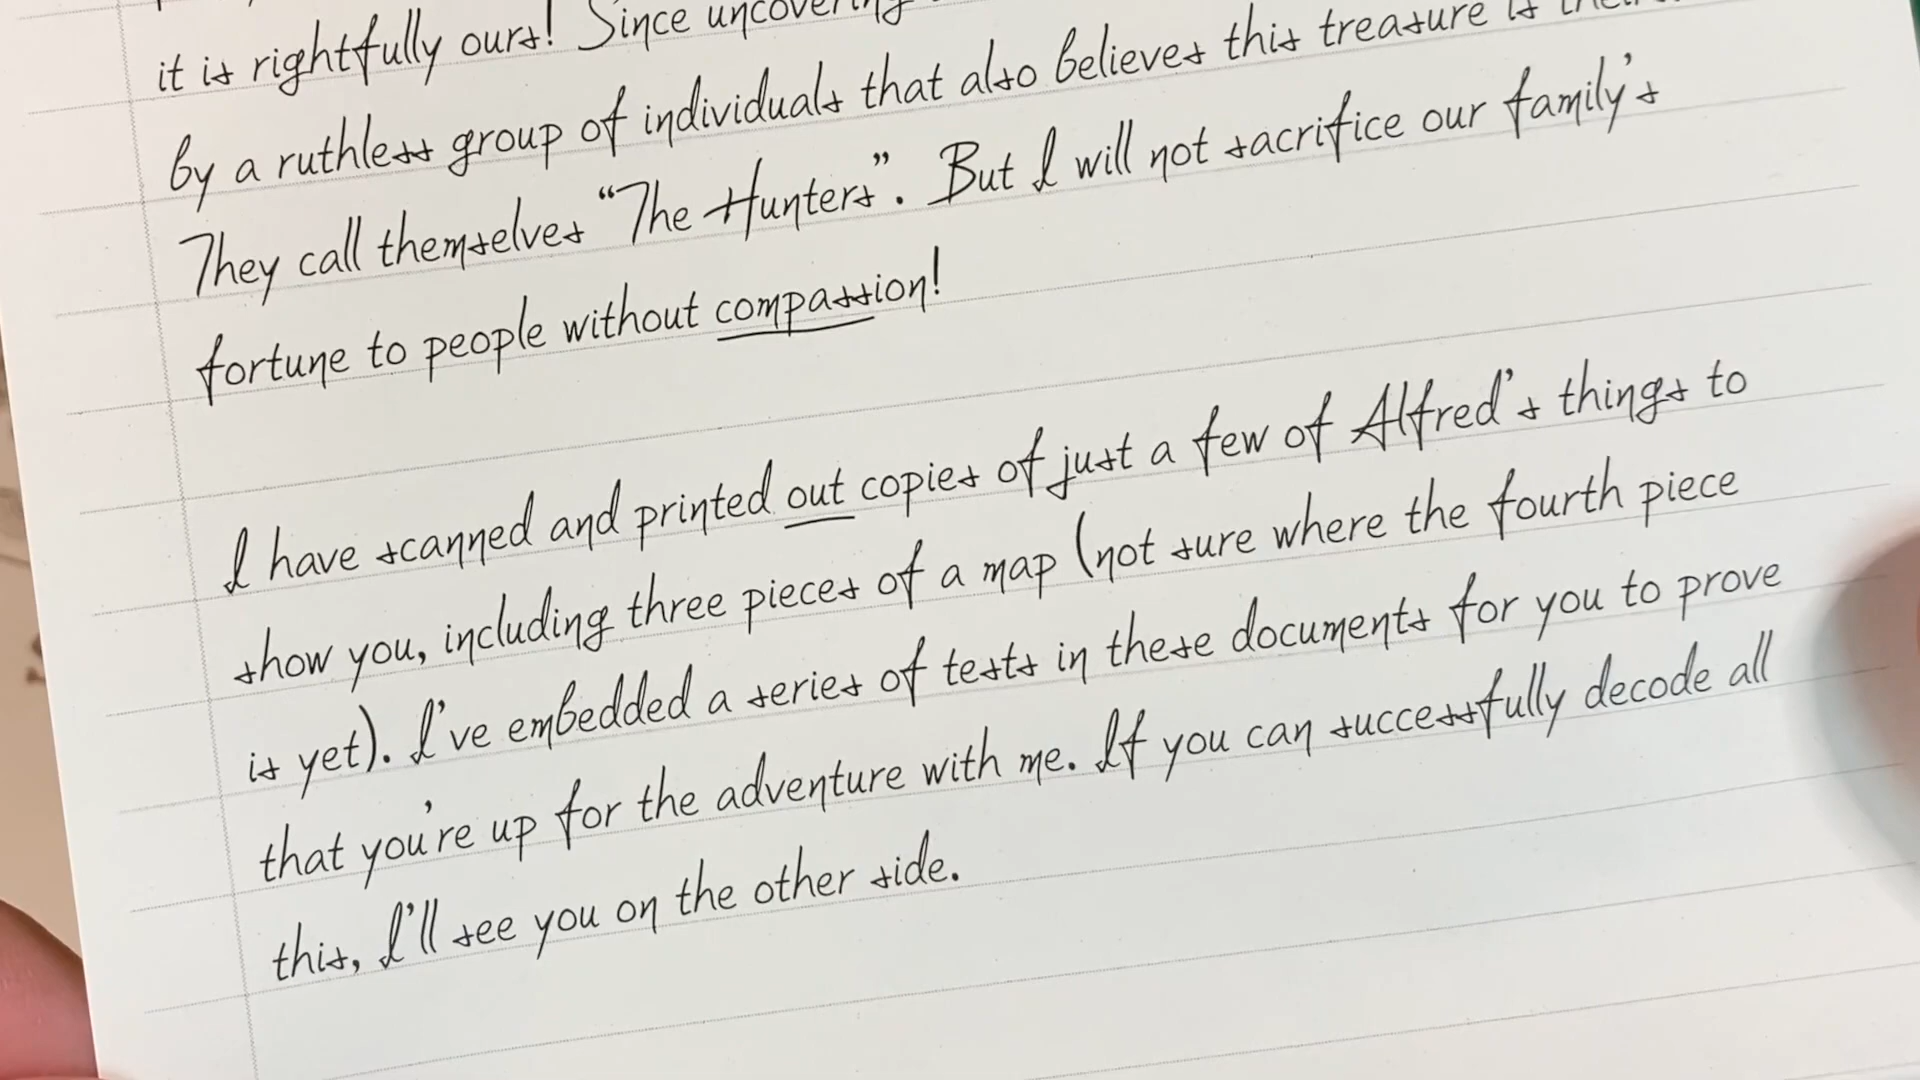 it is rightfully ours! Since uncovering
by a ruthless group of individuals that also believes this treasure is
They call themselves “The Hunters”. But I will not sacrifice our family's
fortune to people without compassion!
I have scanned and printed out copies of just a few of Alfred's things to
show you, including three pieces of a map (not sure where the fourth piece
is yet). I've embedded a series of tests in these documents for you to prove
that you're up for the adventure with me. If you can successfully decode all
this, I'll see you on the other side.